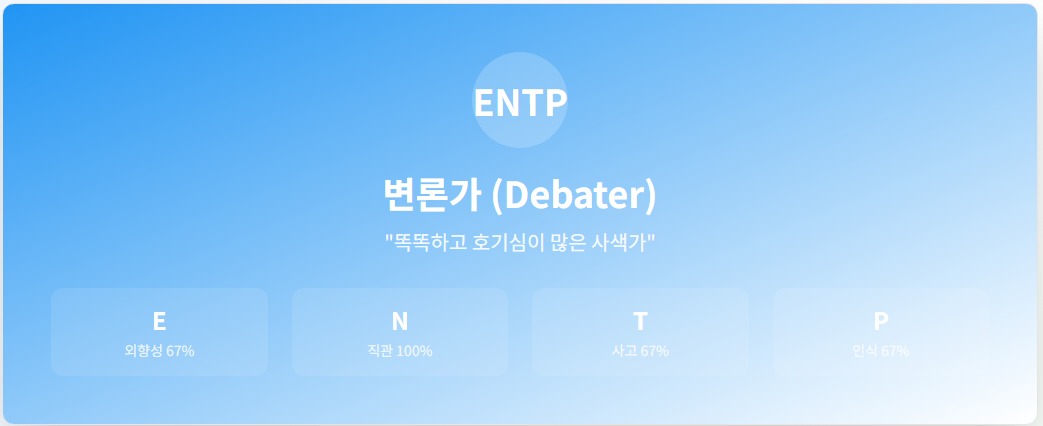 ENTP
변론가 (Debater)
"똑똑하고 호기심이 많은 사색가"
E
외향성 67%
N
직관 100%
T
사고 67%
P
인식 67%